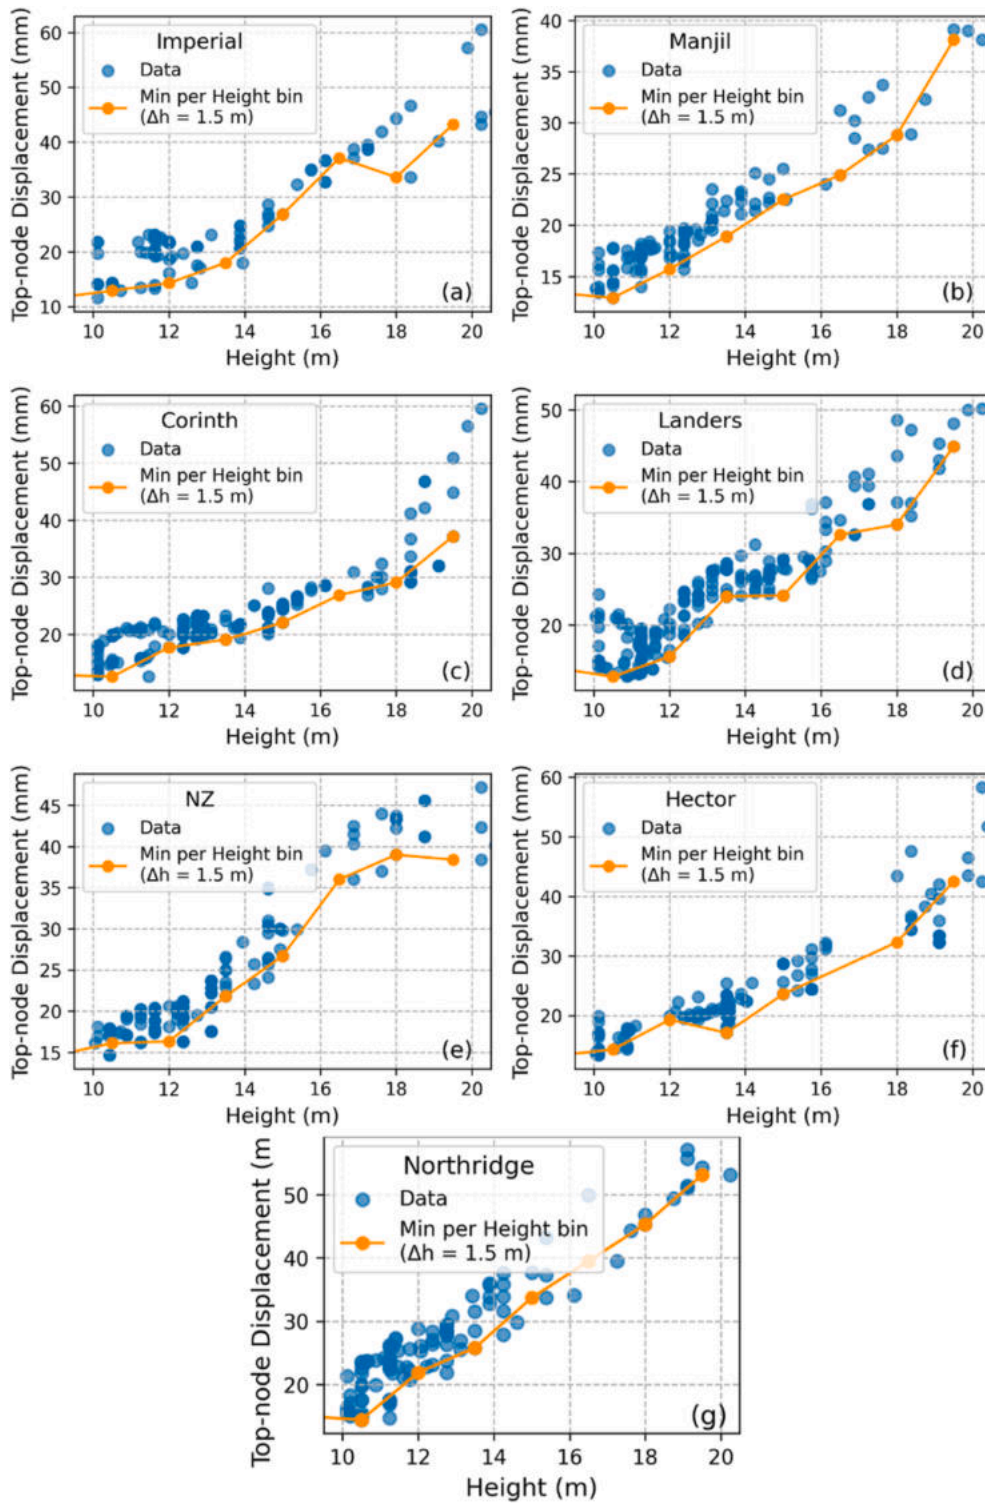 Top-node Displacement (mm)
60
50
40
30
20
10
Imperial
Data
Min per Height bin
(Δh = 1.5 m)
(a)
10 12 14 16 18 20
Height (m)
Top-node Displacement (mm)
40
35
30
25
20
15
Manjil
Data
Min per Height bin
(Δh = 1.5 m)
(b)
10 12 14 16 18 20
Height (m)
Top-node Displacement (mm)
60
50
40
30
20
Corinth
Data
Min per Height bin
(Δh = 1.5 m)
(c)
10 12 14 16 18 20
Height (m)
Top-node Displacement (mm)
50
40
30
20
Landers
Data
Min per Height bin
(Δh = 1.5 m)
(d)
10 12 14 16 18 20
Height (m)
Top-node Displacement (mm)
45
40
35
30
25
20
15
NZ
Data
Min per Height bin
(Δh = 1.5 m)
(e)
10 12 14 16 18 20
Height (m)
Top-node Displacement (mm)
60
50
40
30
20
Hector
Data
Min per Height bin
(Δh = 1.5 m)
(f)
10 12 14 16 18 20
Height (m)
Top-node Displacement (m
50
40
30
20
Northridge
Data
Min per Height bin
(Δh = 1.5 m)
(g)
10 12 14 16 18 20
Height (m)